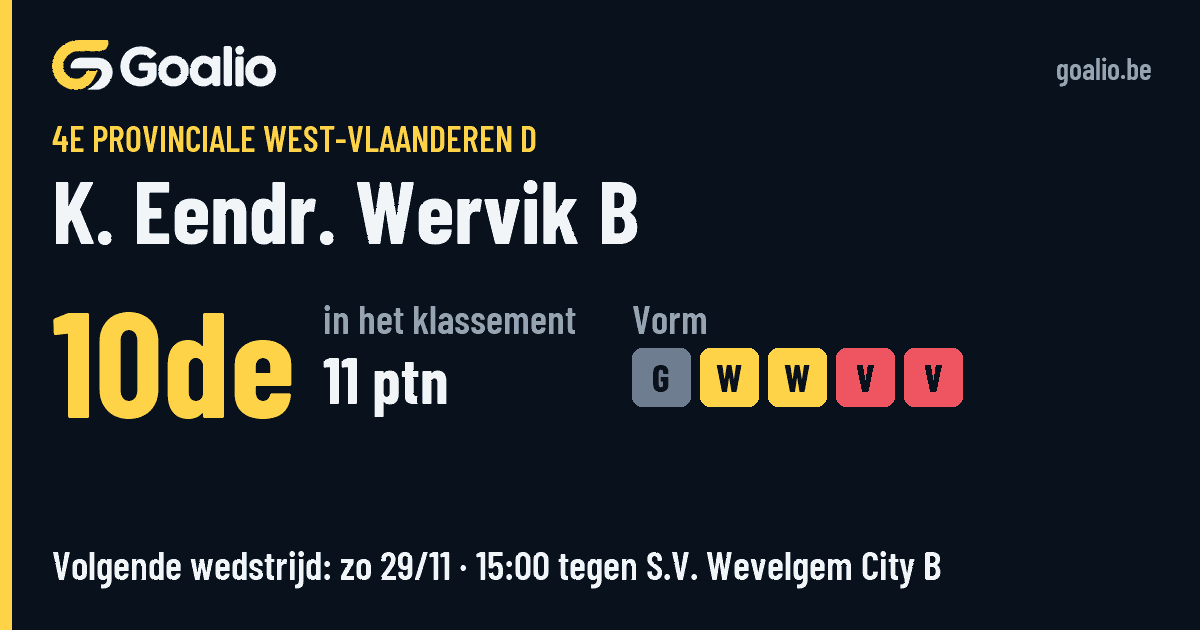 Goalio
goalio.be
4E PROVINCIALE WEST-VLAANDEREN D
K. Eendr. Wervik B
10de
in het klassement
11 ptn
Vorm
G W W V V
Volgende wedstrijd: zo 29/11 · 15:00 tegen S.V. Wevelgem City B